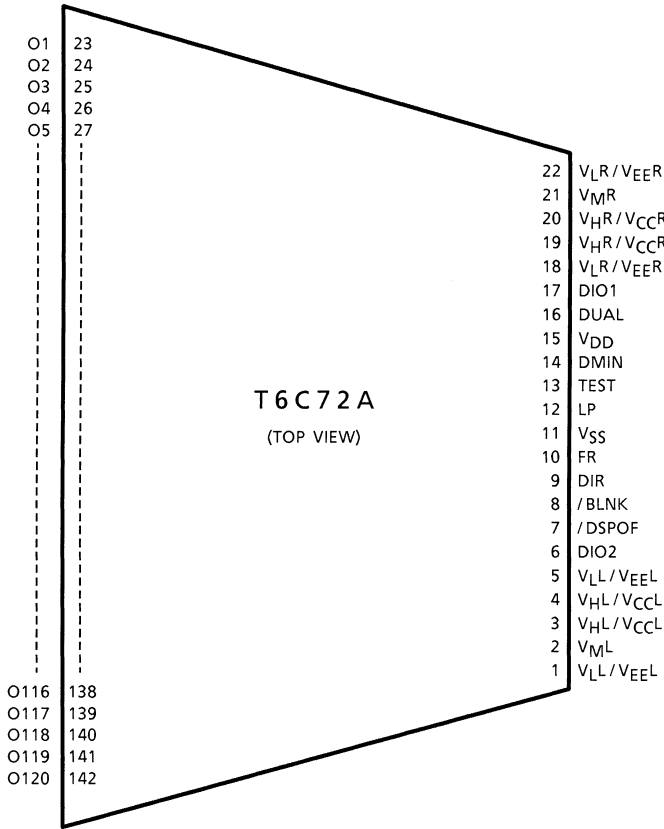 O1 23
O2 24
O3 25
O4 26
O5 27
22 VLR/VEER
21 VMR
20 VHR/VCCR
19 VHR/VCCR
18 VLR/VEER
17 DIO1
16 DUAL
15 VDD
14 DMIN
13 TEST
12 LP
11 VSS
10 FR
9 DIR
8 /BLNK
7 /DSPOF
6 DIO2
5 VLL/VEEL
4 VHL/VCCL
3 VHL/VCCL
2 VML
1 VLL/VEEL
T6C72A
(TOP VIEW)
O116 138
O117 139
O118 140
O119 141
O120 142